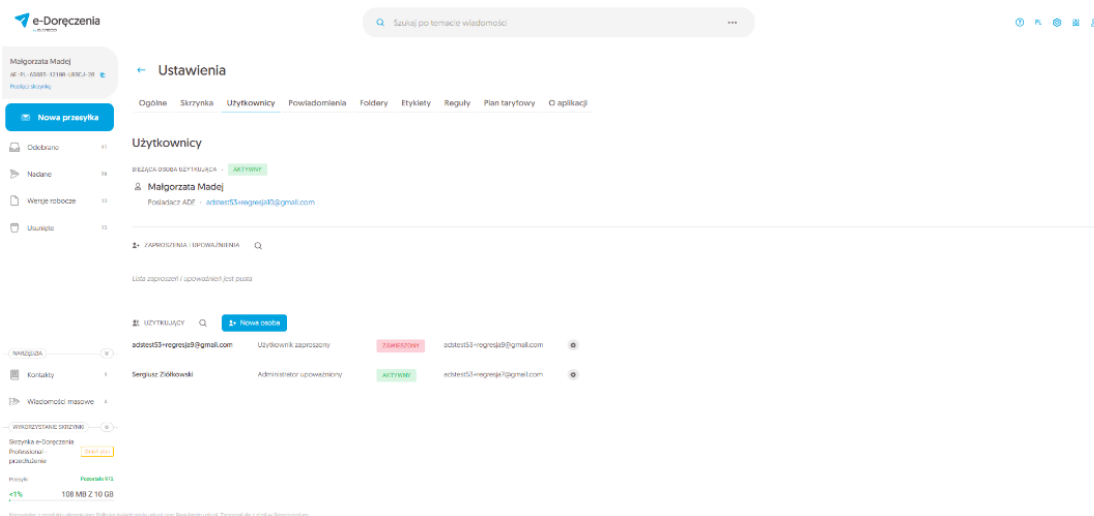 e-Doręczenia
Szukaj po temacie wiadomości
PL
Małgorzata Madej
Ustawienia
Ogólne Skrzynka Użytkownicy Powiadomienia Foldery Etykiety Reguły Plan taryfowy O aplikacji
Nowa przesyłka
Odebrane
Nadane
Wersje robocze
Usunięte
Użytkownicy
BIEŻĄCA OSOBA UŻYTKUJĄCA - AKTYWNY
Małgorzata Madej
Posiadacz ADE - adstest53+regresja10@gmail.com
ZAPROSZENIA I UPOWAŻNIENIA
Lista zaproszeń i upoważnień jest pusta
UŻYTKUJĄCY Nowa osoba
adstest53+regresja9@gmail.com Użytkownik zaproszony ZAWIESZONY adstest53+regresja9@gmail.com
Sergiusz Ziółkowski Administrator upoważniony AKTYWNY adstest53+regresja7@gmail.com
NARZĘDZIA
Kontakty
Wiadomości masowe
WYKORZYSTANIE SKRZYNKI
Skrzynka e-Doręczenia
Professional -
przedłużenie
<1% 108 MB Z 10 GB